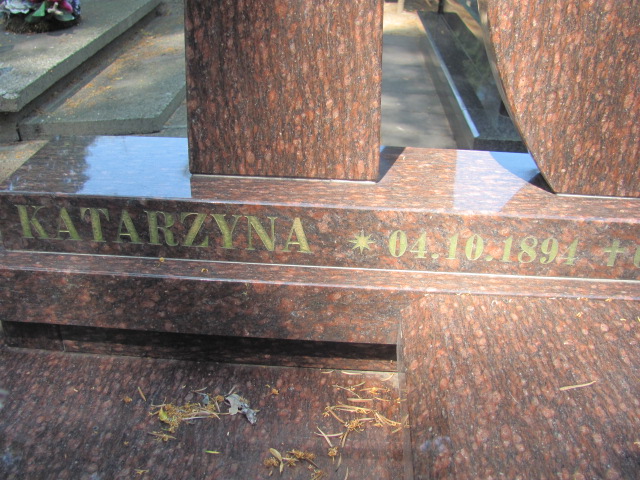 KATARZYNA * 04.10.1894 +